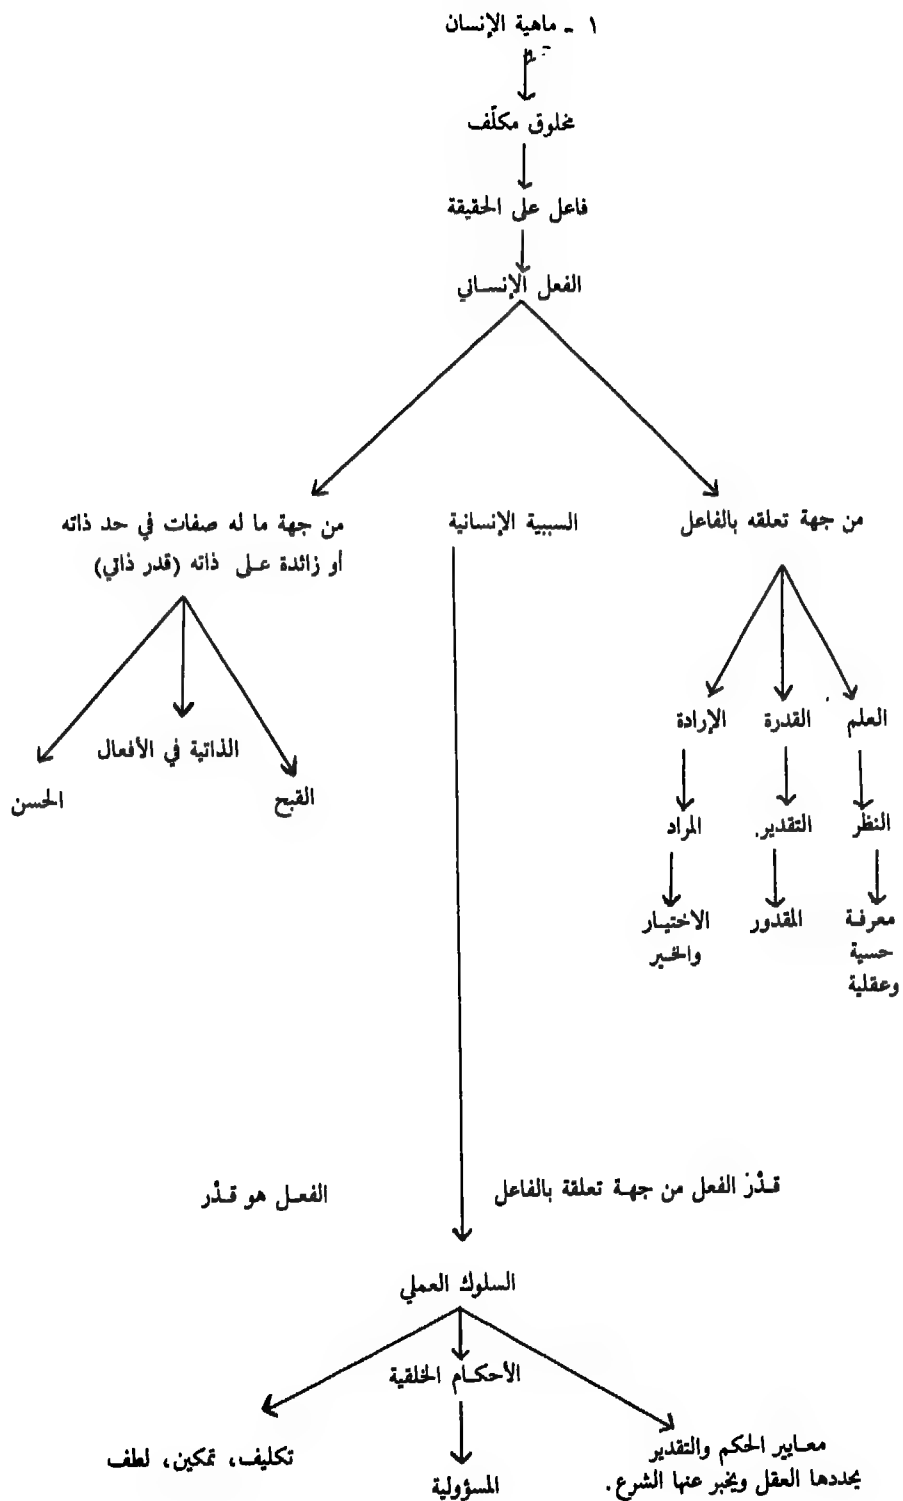 ١ - ماهية الإنسان
مخلوق مكلّف
فاعل على الحقيقة
الفعل الإنساني
من جهة تعلقه بالفاعل
السببية الإنسانية
من جهة ما له صفات في حد ذاته
أو زائدة على ذاته (قدر ذاتي)
العلم
القدرة
الإرادة
النظر
التقدير.
المراد
معرفة
حسية
وعقلية
المقدور
الاختيار
والخير
القبح
الذاتية في الأفعال
الحسن
قدْر الفعل من جهة تعلقة بالفاعل
الفعل هو قدْر
السلوك العملي
الأحكام الخلقية
معايير الحكم والتقدير
يحددها العقل ويخبر عنها الشرع.
المسؤولية
تكليف، تمكين، لطف